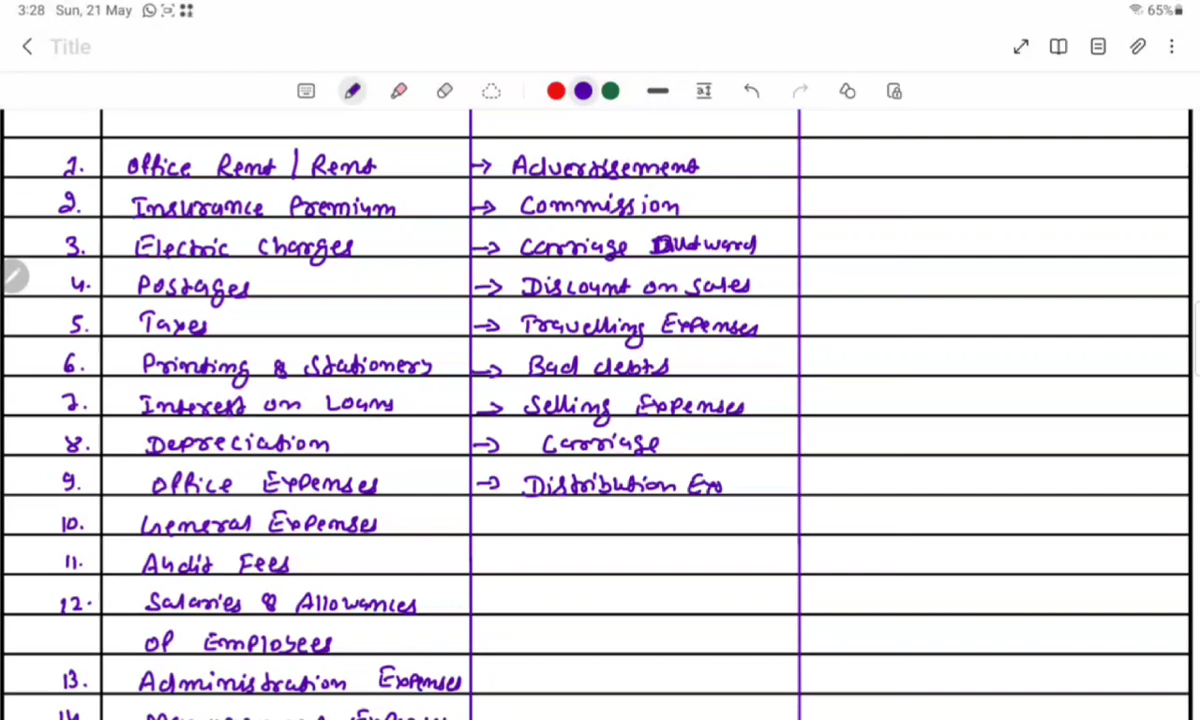 3:28 Sun, 21 May 65%
Title
1. Office Rent | Rent → Advertissement
2. Insurance Premium → Commission
3. Electric Charges → Carriage Outward
4. Postages → Discount on Sales
5. Taxes → Travelling Expenses
6. Printing & Stationery → Bad debts
7. Interest on Loans → Selling Expenses
8. Depreciation → Carriage
9. Office Expenses → Distribution Exp
10. General Expenses
11. Audit Fees
12. Salaries & Allowances
of Employees
13. Administration Expenses
14.